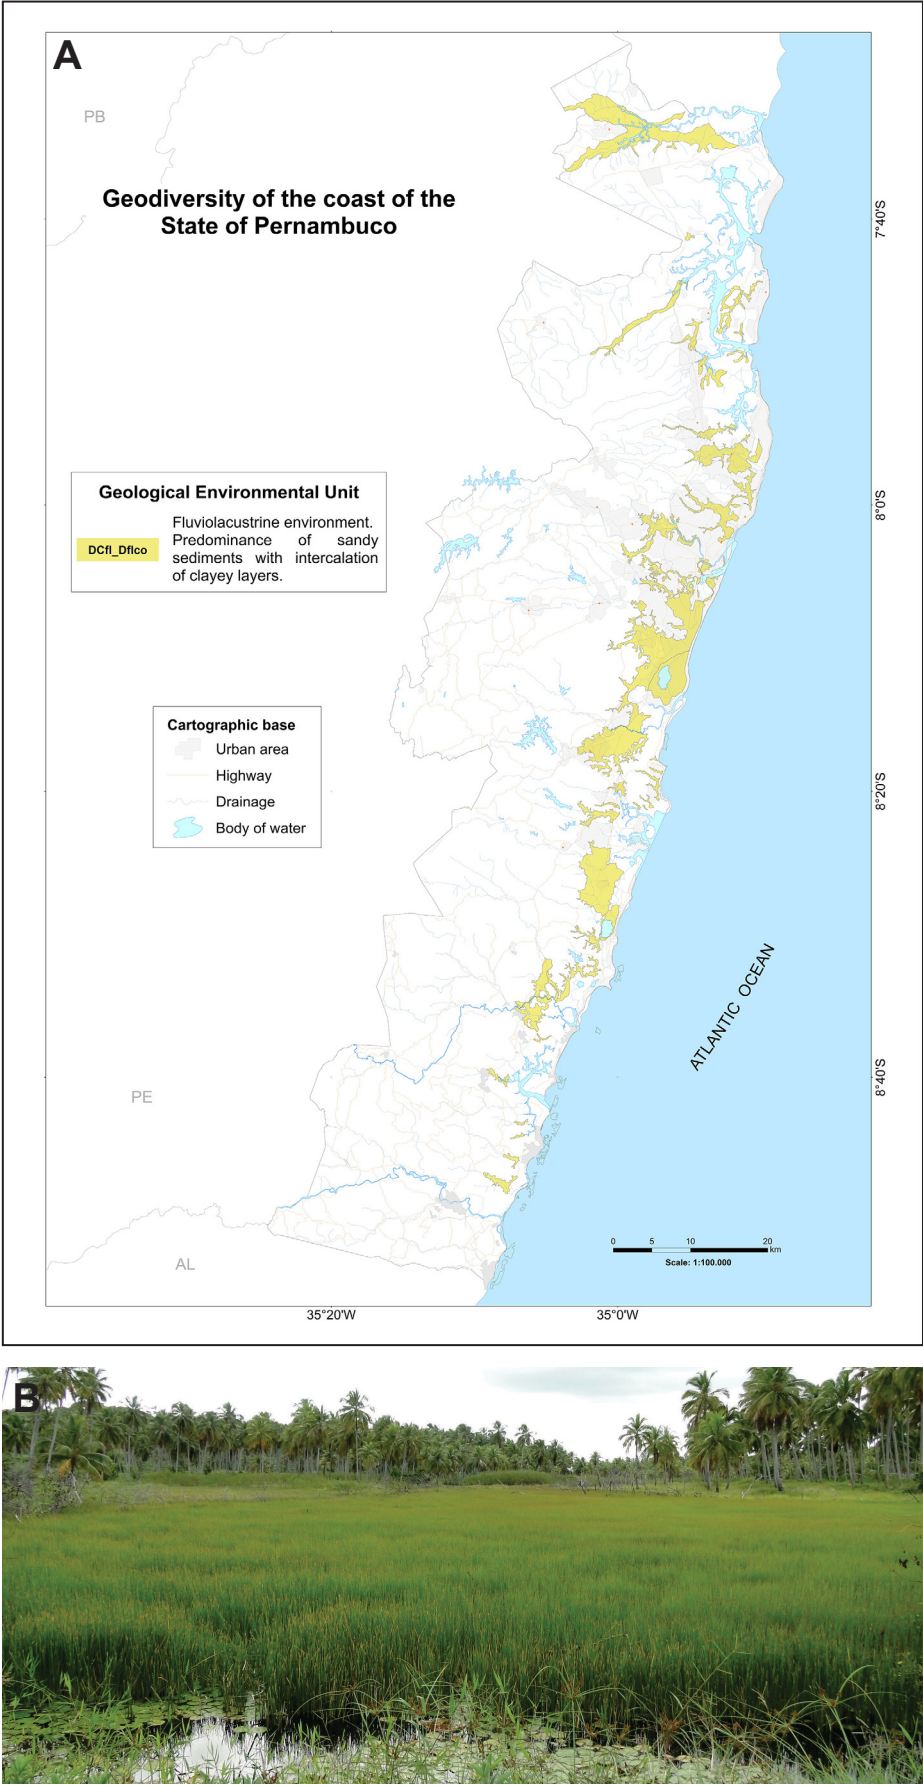 A
PB
Geodiversity of the coast of the
State of Pernambuco
7°40'S
Geological Environmental Unit
DCfl_Dflco
Fluviolacustrine environment.
Predominance of sandy
sediments with intercalation
of clayey layers.
8°0'S
Cartographic base
Urban area
Highway
Drainage
Body of water
8°20'S
ATLANTIC OCEAN
8°40'S
PE
AL
0 5 10 20
km
Scale: 1:100.000
35°20'W 35°0'W
B